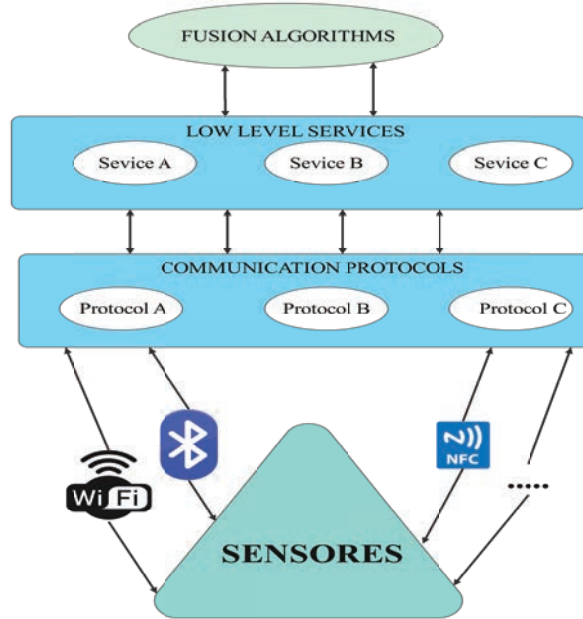 FUSION ALGORITHMS
LOW LEVEL SERVICES
Sevice A
Sevice B
Sevice C
COMMUNICATION PROTOCOLS
Protocol A
Protocol B
Protocol C
WiFi
NFC
.....
SENSORES